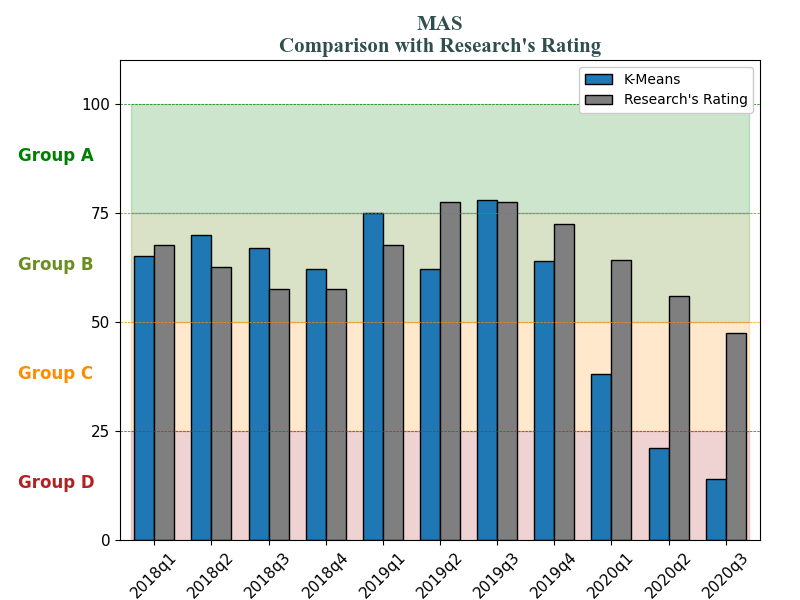 MAS
Comparison with Research's Rating
K-Means
Research's Rating
100
Group A
75
Group B
50
Group C
25
Group D
0
2018q1 2018q2 2018q3 2018q4 2019q1 2019q2 2019q3 2019q4 2020q1 2020q2 2020q3